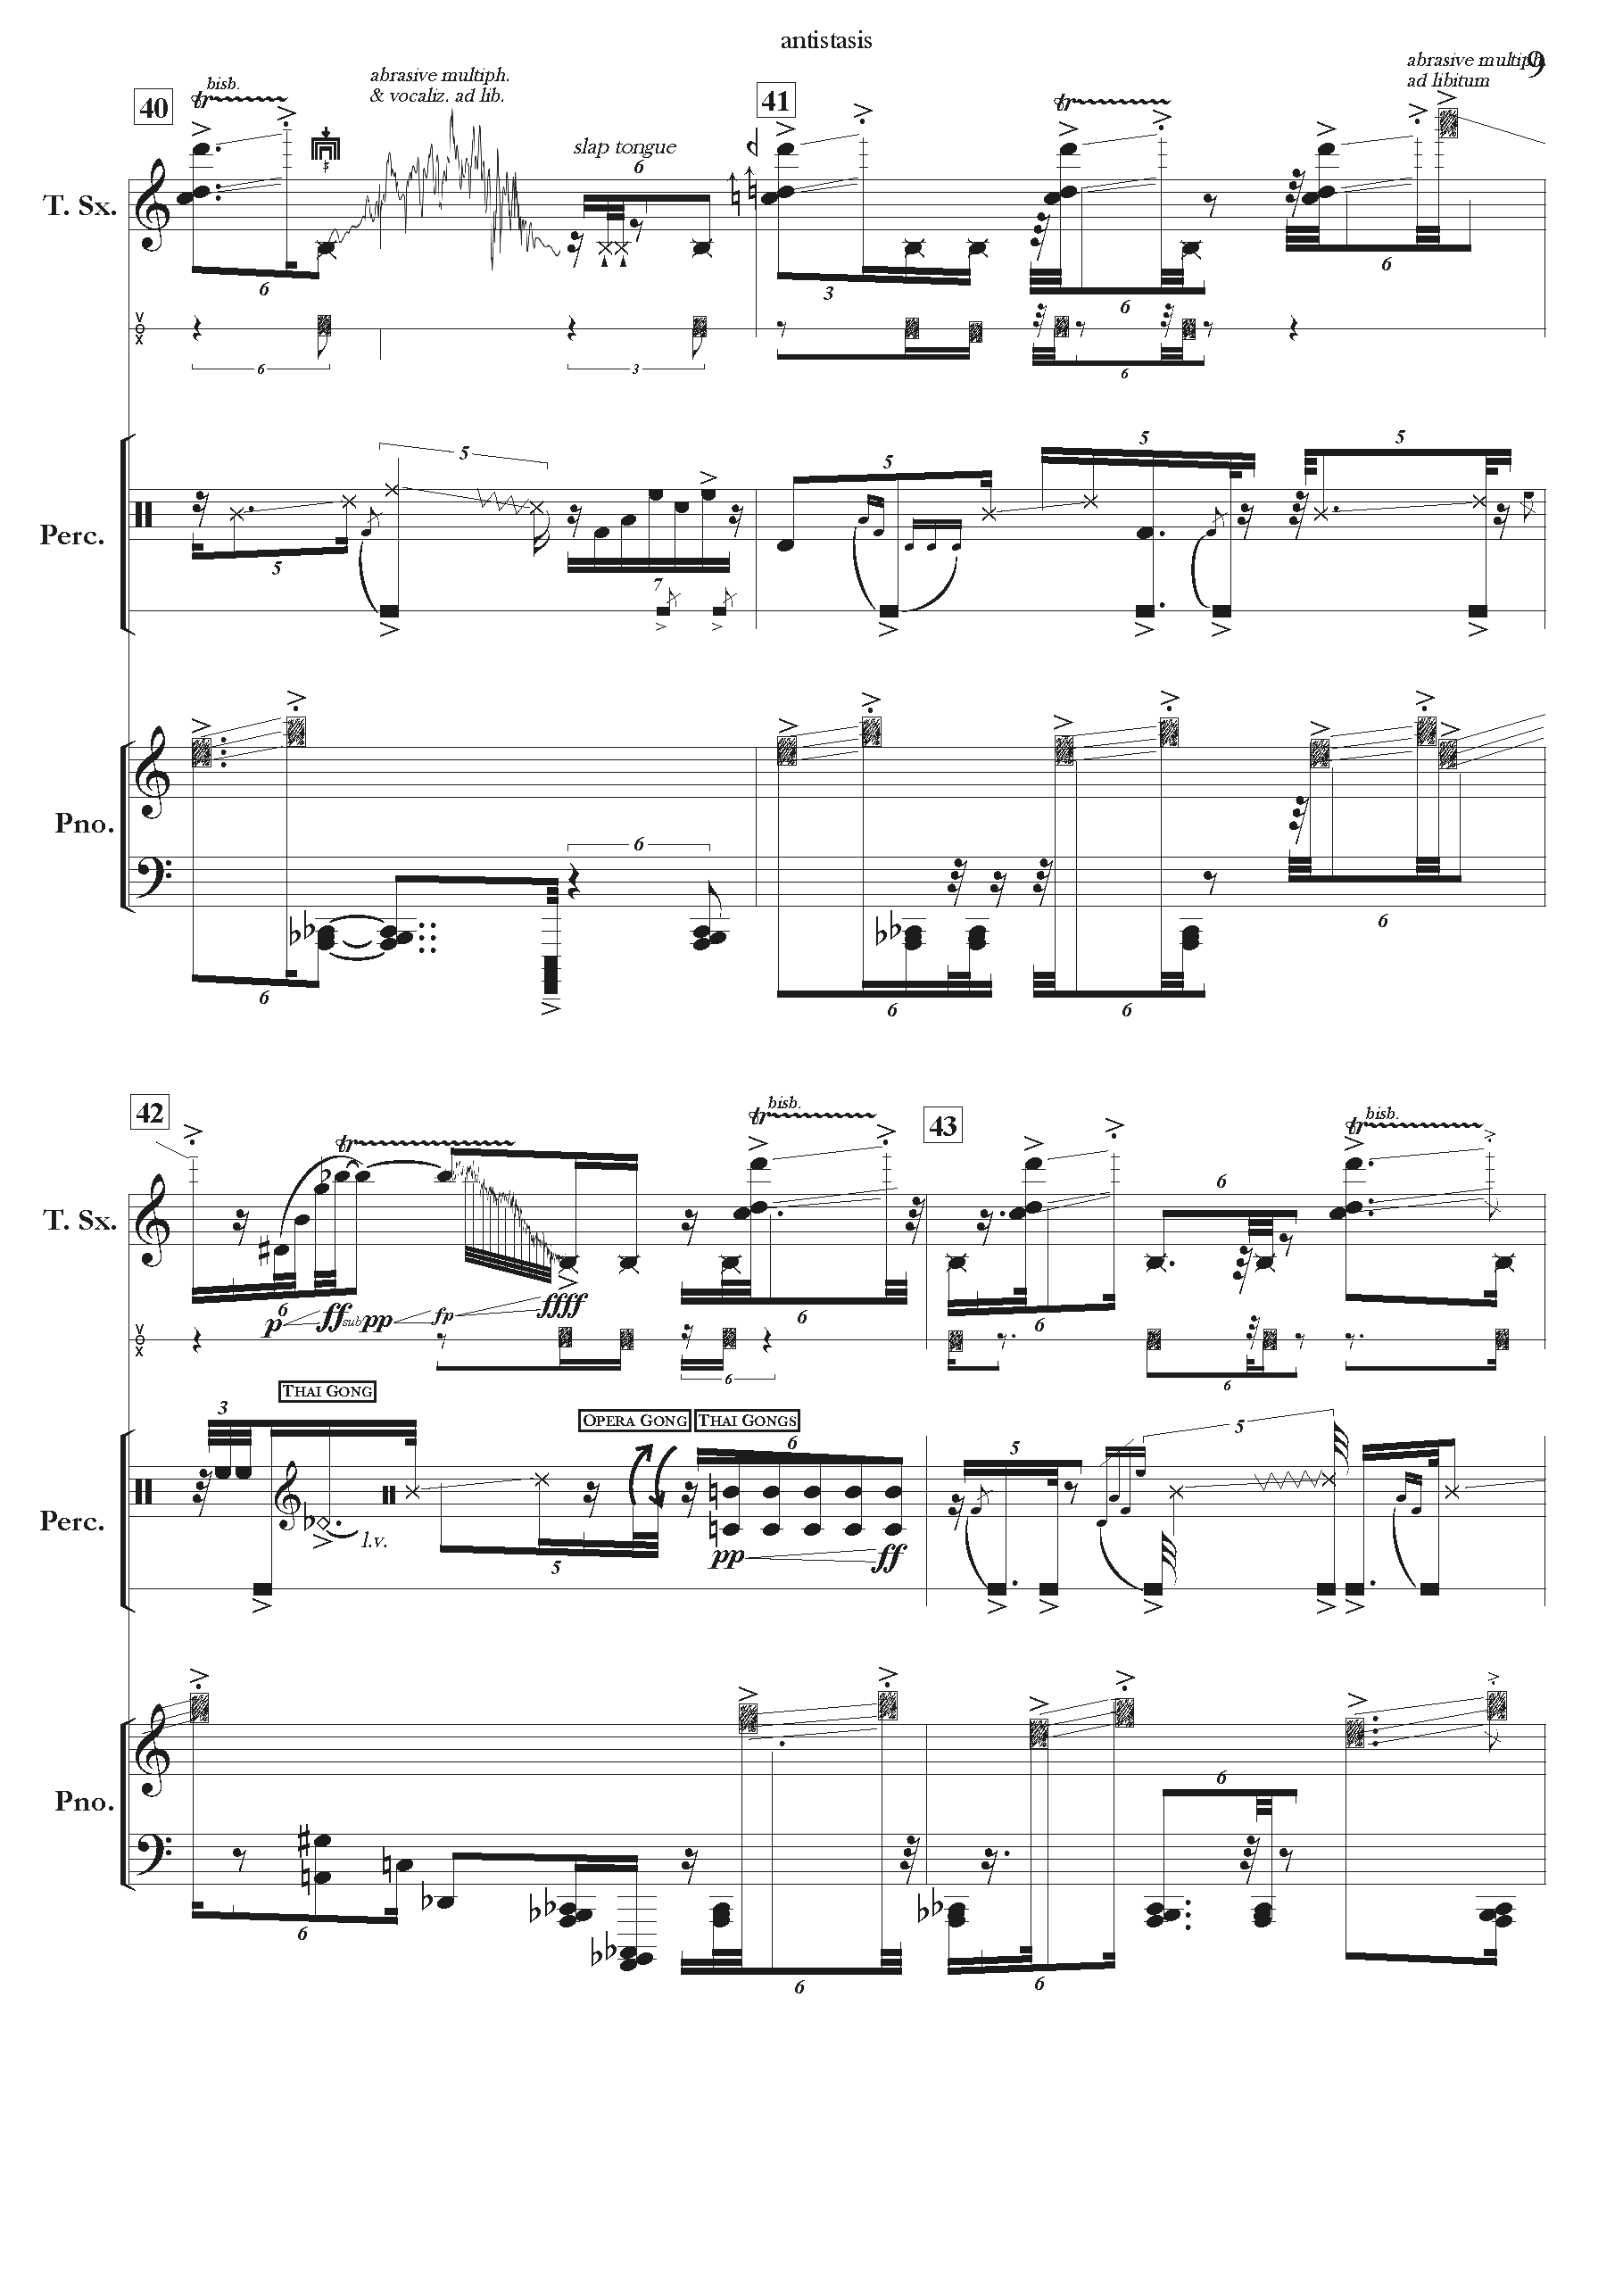 antistasis
9
40
bisb.
abrasive multiph.
& vocaliz. ad lib.
slap tongue
41
abrasive multiph.
ad libitum
tr
tr
T. Sx.
6
6
3
6
6
V
O
X
6
3
6
Perc.
5
5
7
5
5
5
Pno.
6
6
6
6
6
42
tr
tr
bisb.
43
tr
bisb.
T. Sx.
6
p
ff
sub
pp
fp
ffff
6
6
6
V
O
X
6
6
THAI GONG
OPERA GONG
THAI GONGS
Perc.
3
l.v.
5
6
pp
ff
5
5
Pno.
6
6
6
6